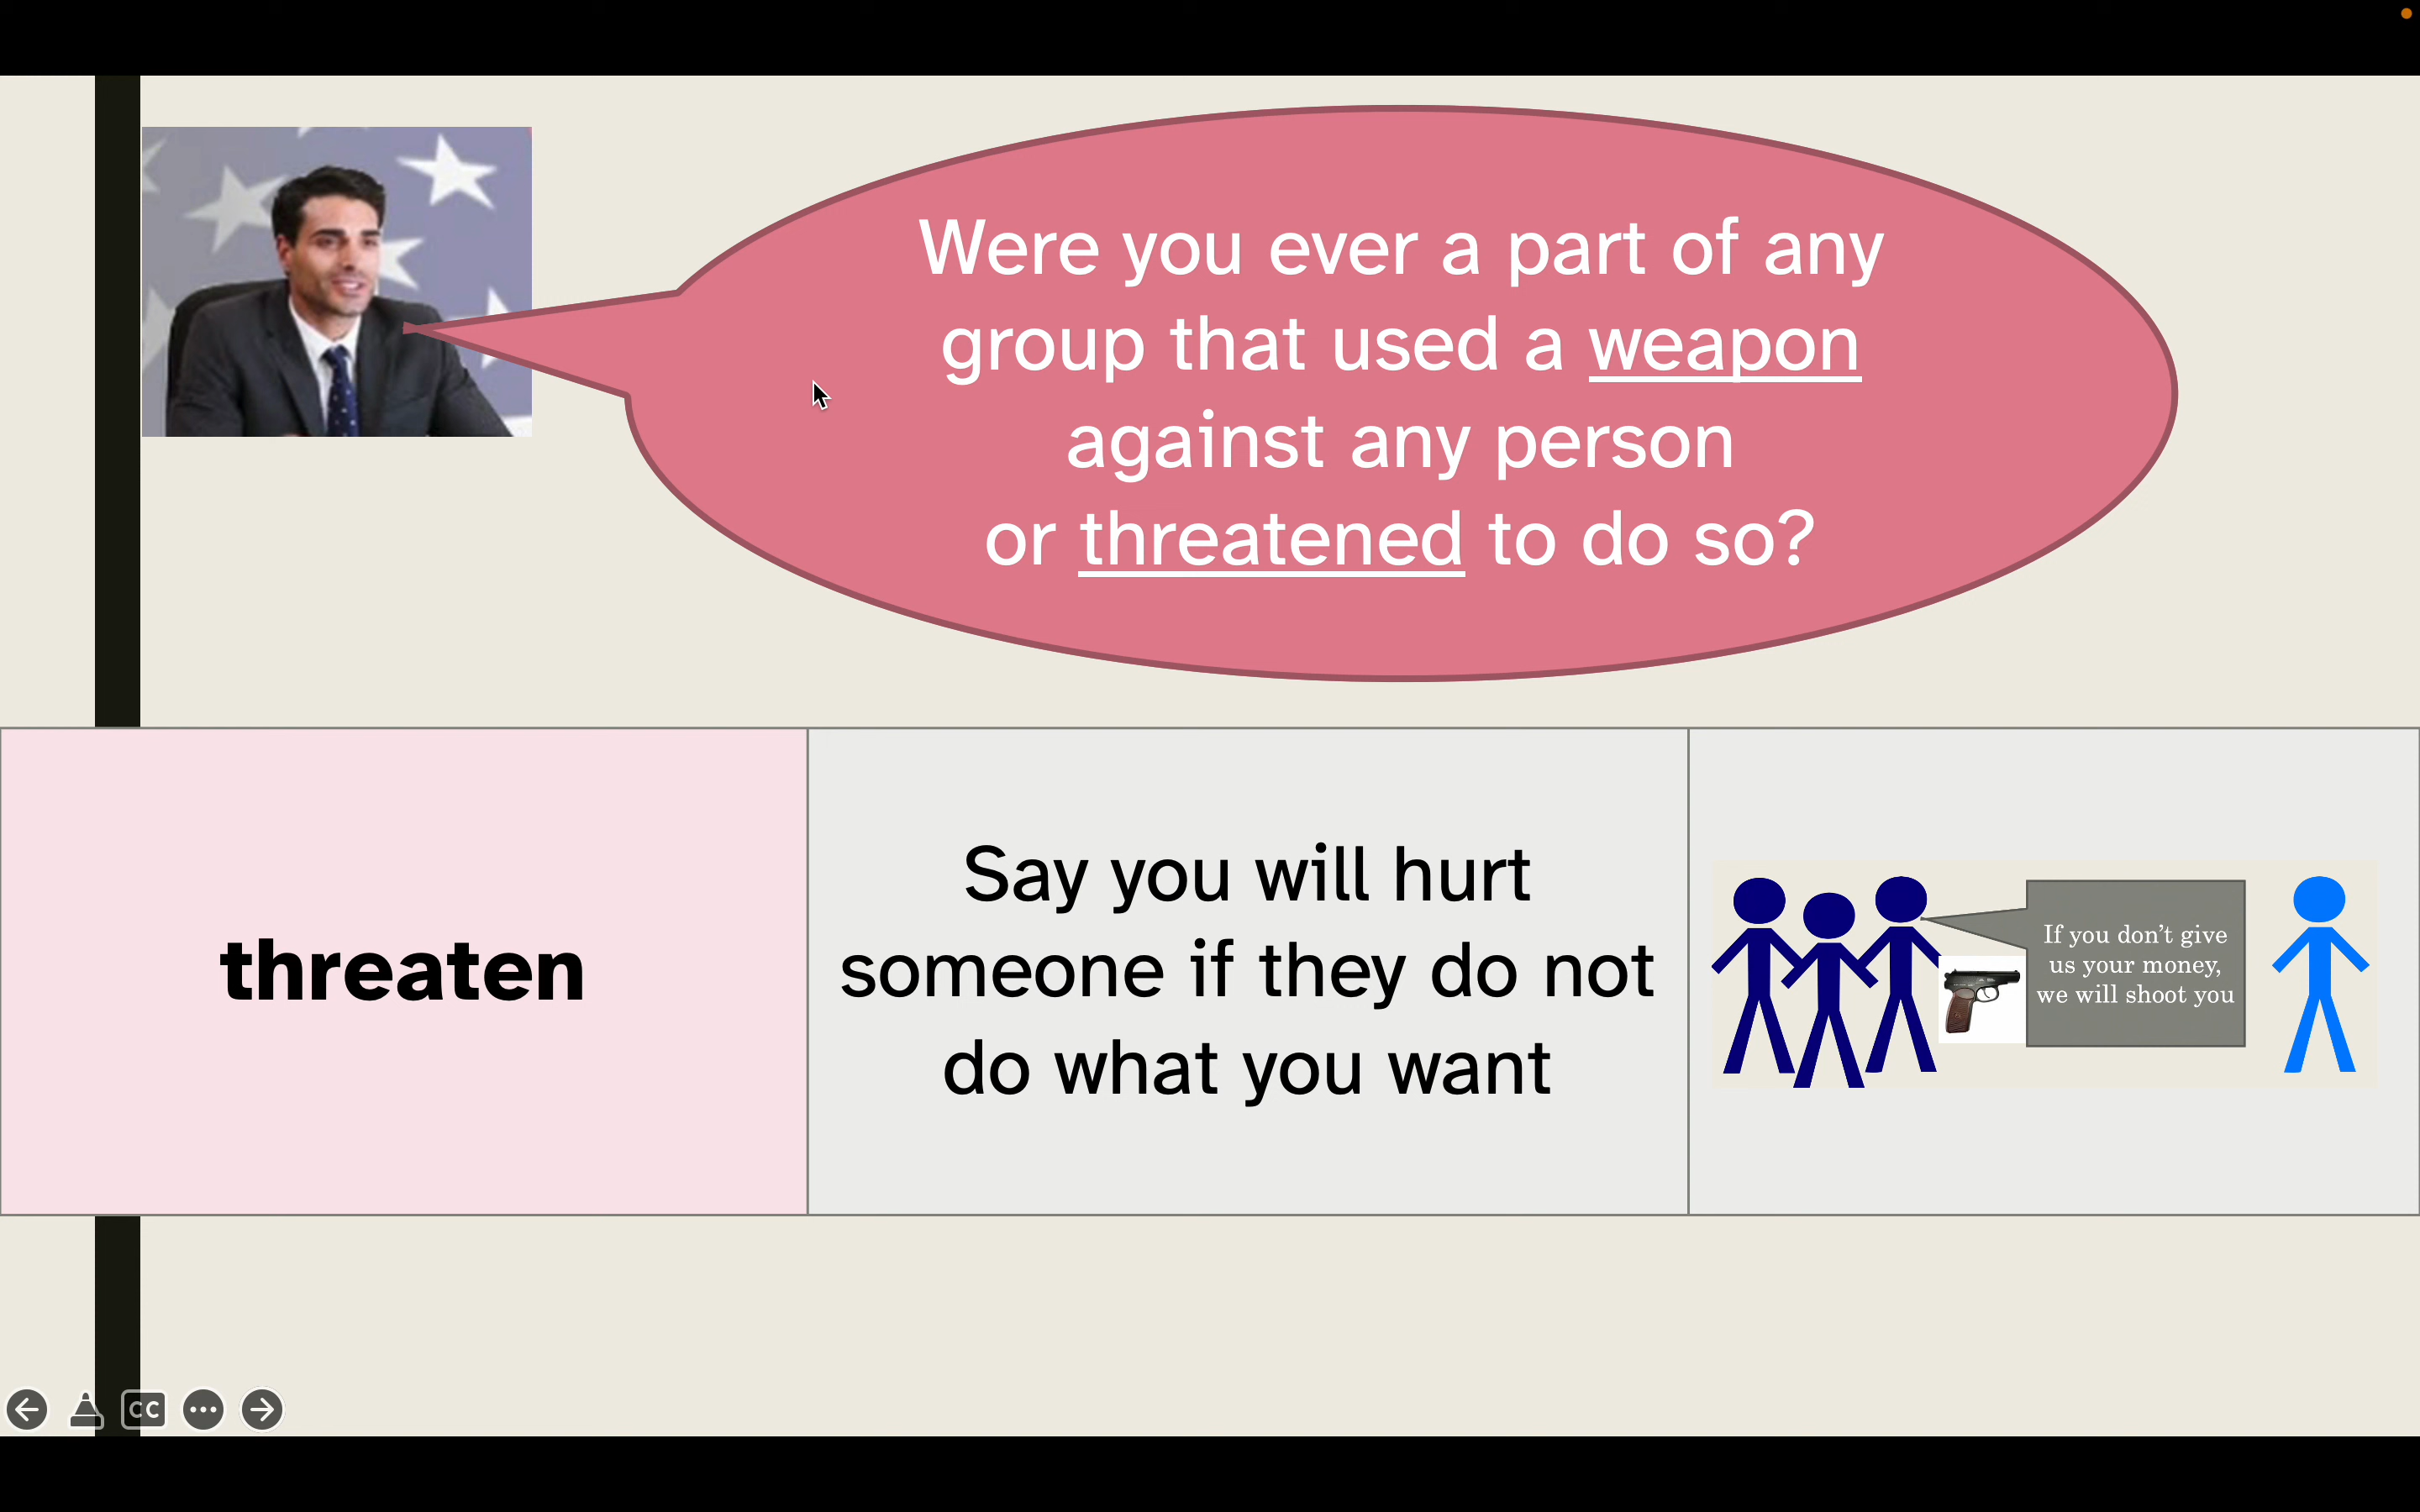 Were you ever a part of any
group that used a weapon
against any person
or threatened to do so?
threaten
Say you will hurt
someone if they do not
do what you want
If you don't give
us your money,
we will shoot you
CC